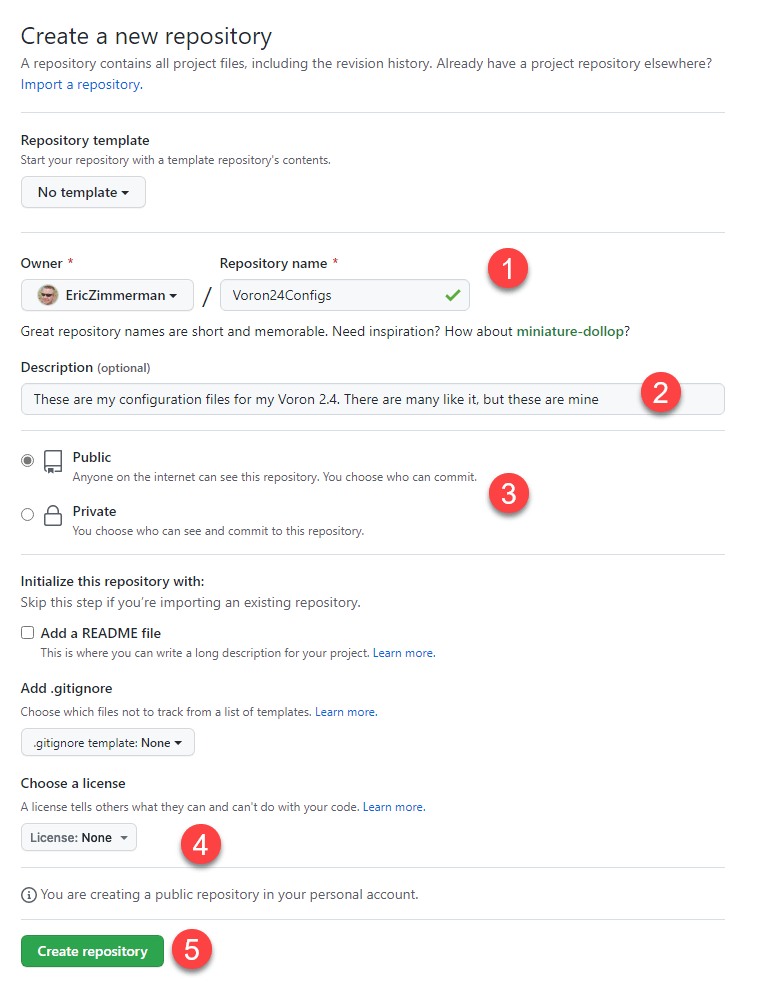 Create a new repository
A repository contains all project files, including the revision history. Already have a project repository elsewhere?
Import a repository.
Repository template
Start your repository with a template repository's contents.
No template
Owner * Repository name * 1
EricZimmerman / Voron24Configs
Great repository names are short and memorable. Need inspiration? How about miniature-dollop?
Description (optional)
These are my configuration files for my Voron 2.4. There are many like it, but these are mine 2
Public
Anyone on the internet can see this repository. You choose who can commit.
3
Private
You choose who can see and commit to this repository.
Initialize this repository with:
Skip this step if you're importing an existing repository.
Add a README file
This is where you can write a long description for your project. Learn more.
Add .gitignore
Choose which files not to track from a list of templates. Learn more.
.gitignore template: None
Choose a license
A license tells others what they can and can't do with your code. Learn more.
License: None 4
You are creating a public repository in your personal account.
Create repository 5